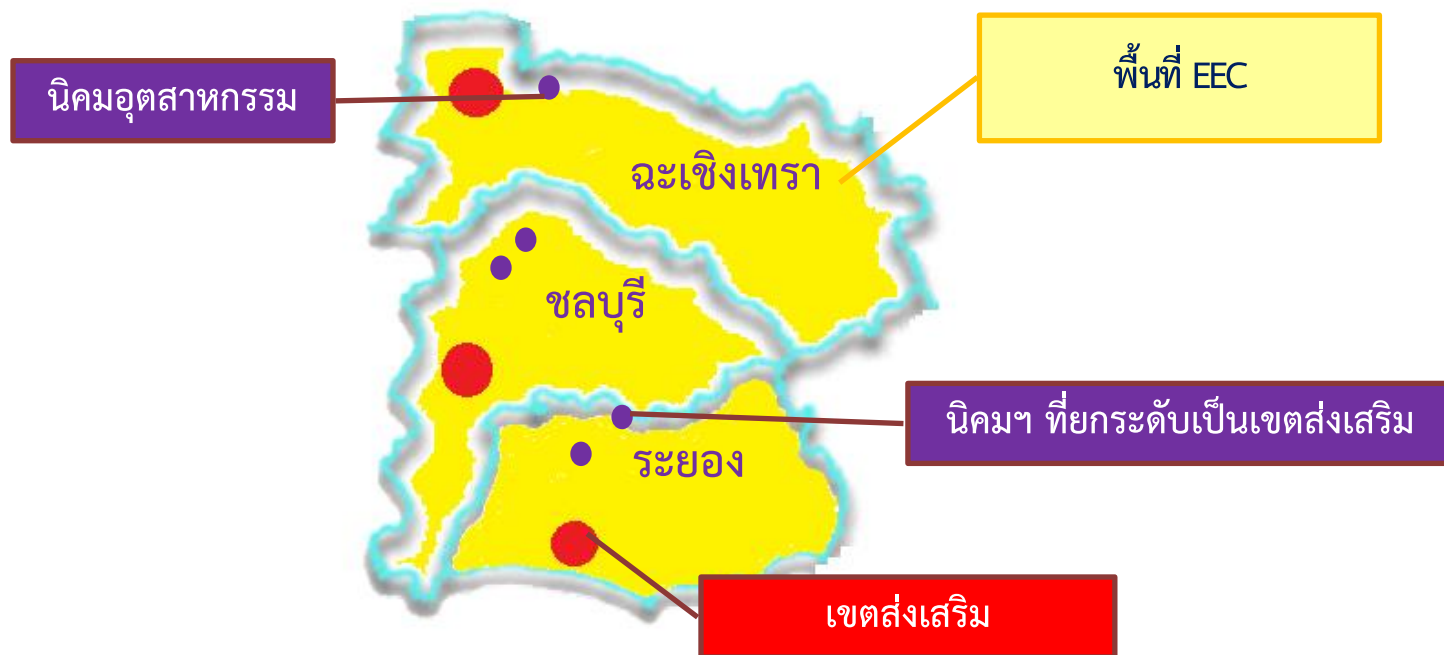 พื้นที่ EEC
นิคมอุตสาหกรรม
ฉะเชิงเทรา
ชลบุรี
นิคมฯ ที่ยกระดับเป็นเขตส่งเสริม
ระยอง
เขตส่งเสริม